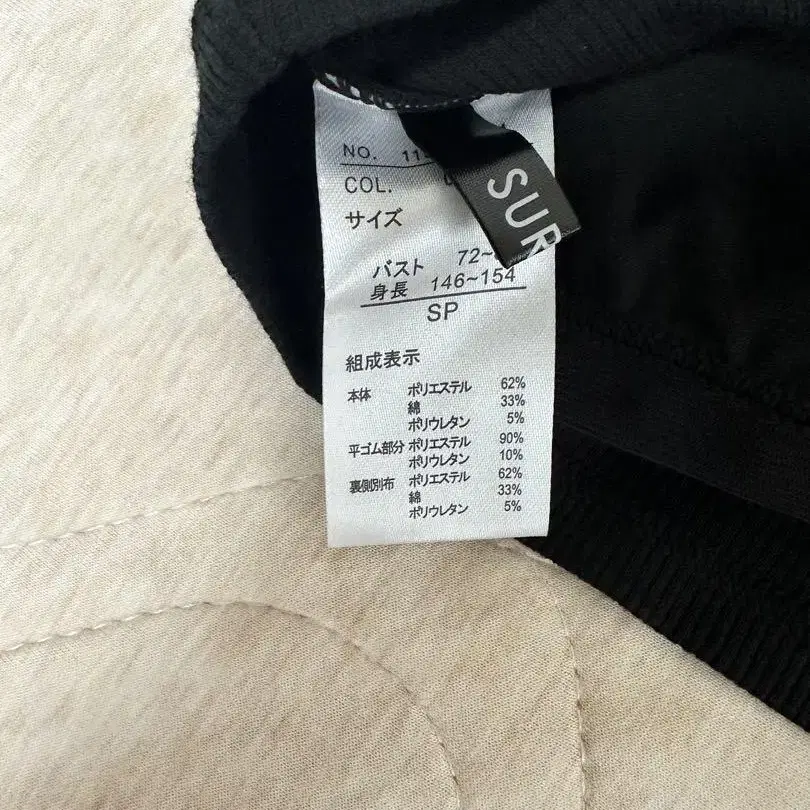 NO. 11
COL.
サイズ
SUR
バスト 72~
身長 146~154
SP
組成表示
本体 ポリエステル 62%
綿 33%
ポリウレタン 5%
平ゴム部分 ポリエステル 90%
ポリウレタン 10%
裏側別布 ポリエステル 62%
綿 33%
ポリウレタン 5%